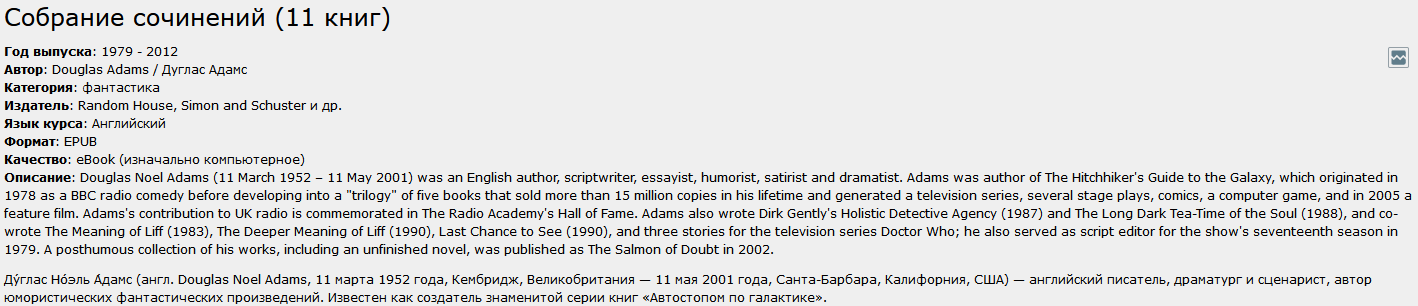 Собрание сочинений (11 книг)
Год выпуска: 1979 - 2012
Автор: Douglas Adams / Дуглас Адамс
Категория: фантастика
Издатель: Random House, Simon and Schuster и др.
Язык курса: Английский
Формат: EPUB
Качество: eBook (изначально компьютерное)
Описание: Douglas Noel Adams (11 March 1952 – 11 May 2001) was an English author, scriptwriter, essayist, humorist, satirist and dramatist. Adams was author of The Hitchhiker's Guide to the Galaxy, which originated in
1978 as a BBC radio comedy before developing into a "trilogy" of five books that sold more than 15 million copies in his lifetime and generated a television series, several stage plays, comics, a computer game, and in 2005 a
feature film. Adams's contribution to UK radio is commemorated in The Radio Academy's Hall of Fame. Adams also wrote Dirk Gently's Holistic Detective Agency (1987) and The Long Dark Tea-Time of the Soul (1988), and co-
wrote The Meaning of Liff (1983), The Deeper Meaning of Liff (1990), Last Chance to See (1990), and three stories for the television series Doctor Who; he also served as script editor for the show's seventeenth season in
1979. A posthumous collection of his works, including an unfinished novel, was published as The Salmon of Doubt in 2002.
Ду́глас Но́эль А́дамс (англ. Douglas Noel Adams, 11 марта 1952 года, Кембридж, Великобритания — 11 мая 2001 года, Санта-Барбара, Калифорния, США) — английский писатель, драматург и сценарист, автор
юмористических фантастических произведений. Известен как создатель знаменитой серии книг «Автостопом по галактике».